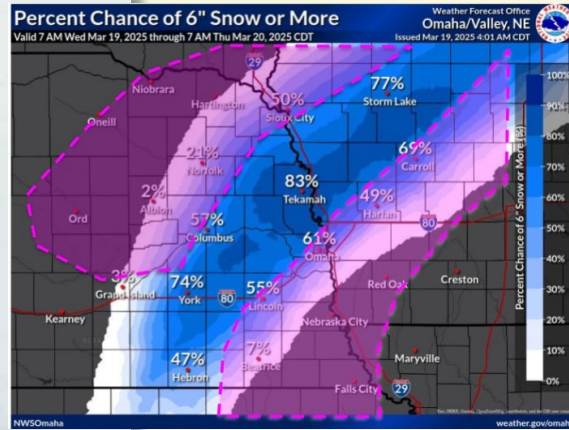 Percent Chance of 6" Snow or More
Valid 7 AM Wed Mar 19, 2025 through 7 AM Thu Mar 20, 2025 CDT
Weather Forecast Office
Omaha/Valley, NE
Issued Mar 19, 2025 4:01 AM CDT
29
Niobrara
Hartington
50%
Sioux City
77%
Storm Lake
Oneill
21%
Norfolk
69%
Carroll
2%
Albion
83%
Tekamah
49%
Harlan
Ord
57%
Columbus
80
61%
Omaha
3%
Grand Island
74%
York
80
55%
Lincoln
Red Oak
Creston
Kearney
Nebraska City
47%
Hebron
7%
Beatrice
Maryville
Falls City
29
Percent Chance of 6" Snow or More (%)
100%
90%
80%
70%
60%
50%
40%
30%
20%
10%
0%
NWSOmaha
weather.gov/omah